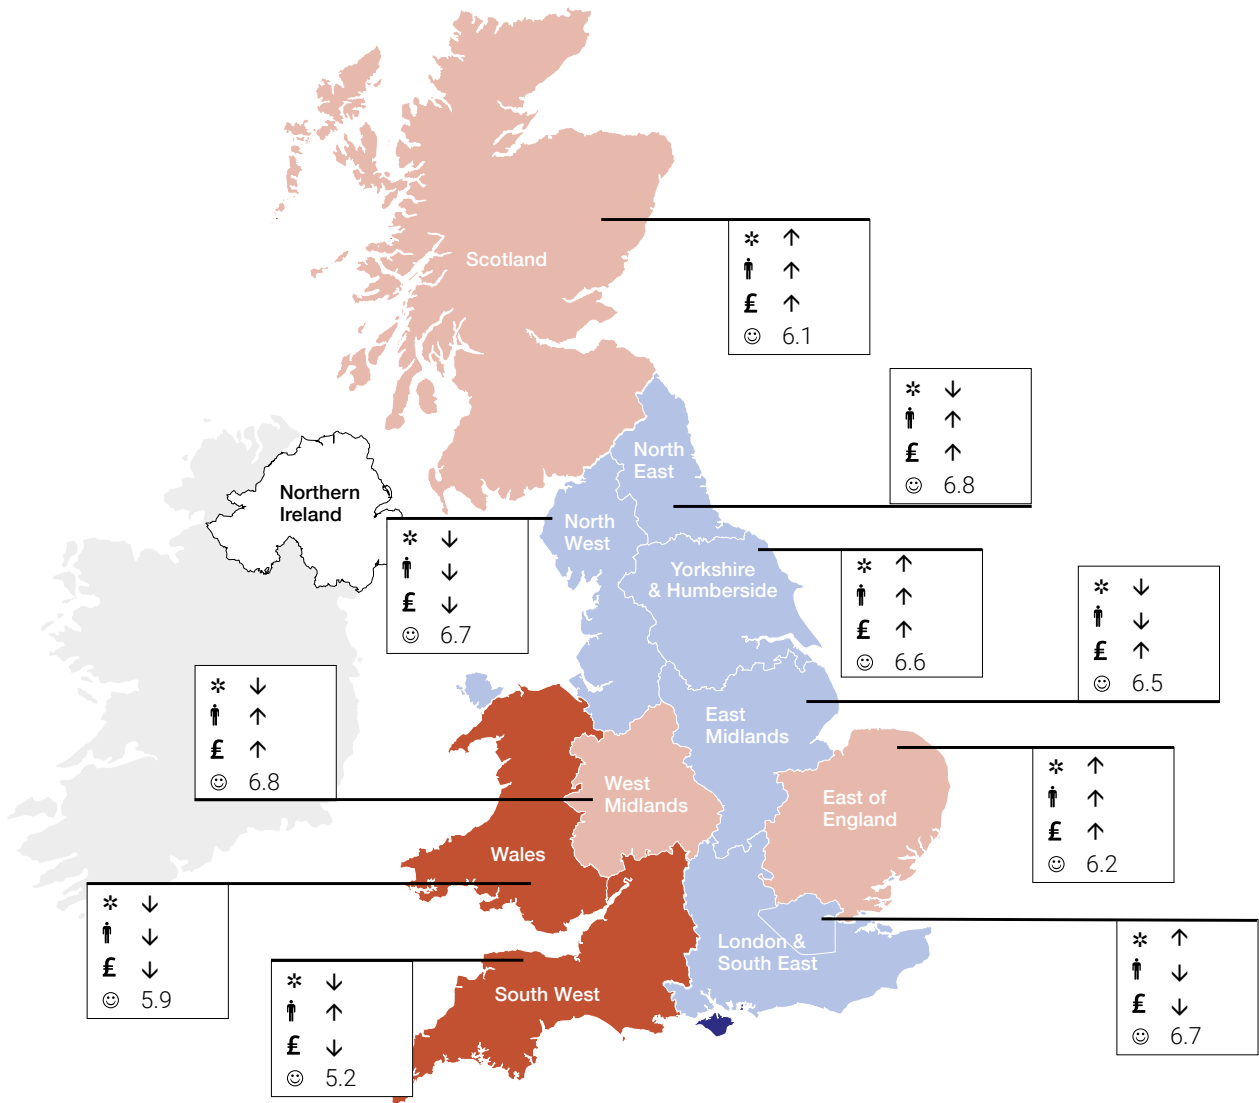 Scotland
✲ ↑
↑
£ ↑
☺ 6.1
✲ ↓
↑
£ ↑
☺ 6.8
North
East
Northern
Ireland
North
West
✲ ↓
↓
£ ↓
☺ 6.7
Yorkshire
& Humberside
✲ ↑
↑
£ ↑
☺ 6.6
✲ ↓
↓
£ ↑
☺ 6.5
✲ ↓
↑
£ ↑
☺ 6.8
East
Midlands
West
Midlands
East of
England
✲ ↑
↑
£ ↑
☺ 6.2
Wales
✲ ↓
↓
£ ↓
☺ 5.9
London &
South East
✲ ↑
↓
£ ↓
☺ 6.7
South West
✲ ↓
↑
£ ↓
☺ 5.2